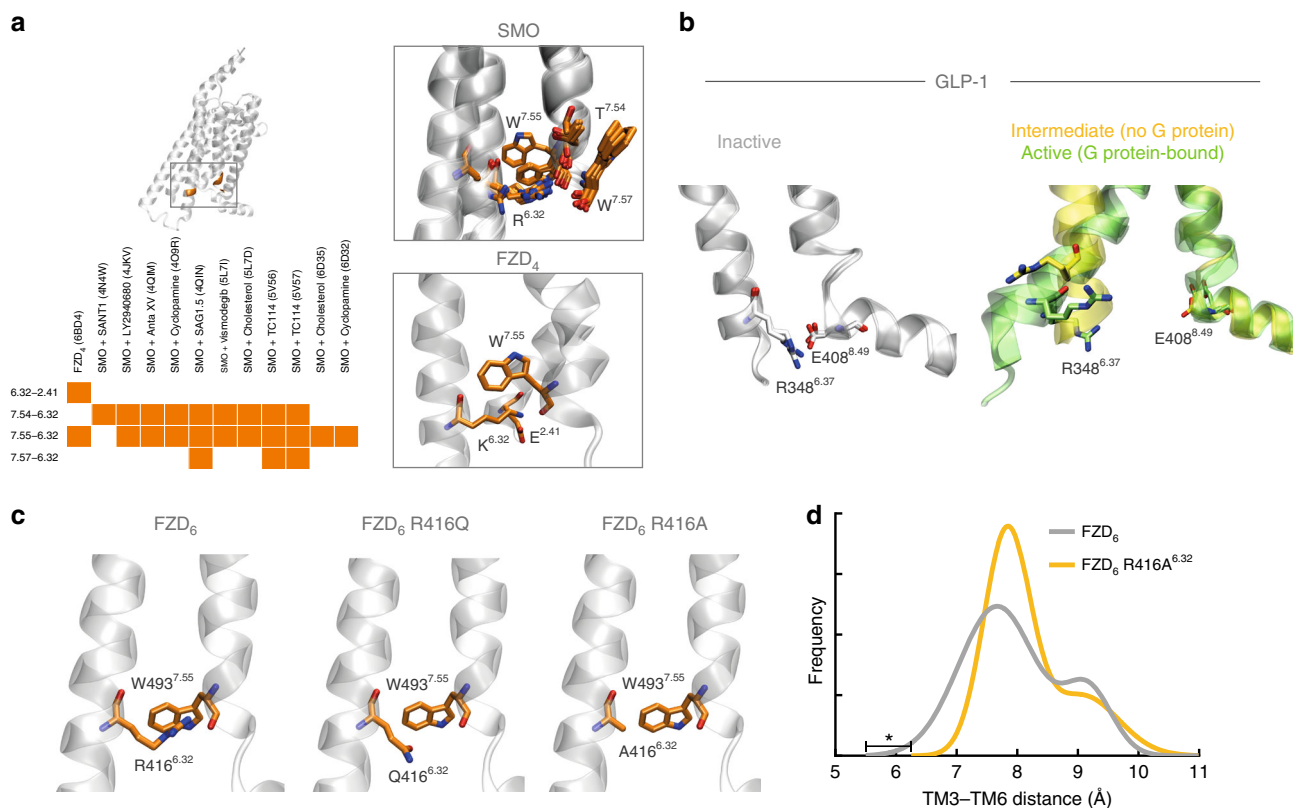 a
SMO
W7.55
T7.54
R6.32
W7.57
FZD4
W7.55
K6.32
E2.41
FZD4 (6BD4)
SMO + SANT1 (4N4W)
SMO + LY2940680 (4JKV)
SMO + Anta XV (4QIM)
SMO + Cyclopamine (4O9R)
SMO + SAG1.5 (4QIN)
SMO + Vismodegib (5L7I)
SMO + Cholesterol (5L7D)
SMO + TC114 (5V56)
SMO + TC114 (5V57)
SMO + Cholesterol (6D35)
SMO + Cyclopamine (6D32)
6.32–2.41
7.54–6.32
7.55–6.32
7.57–6.32
b
GLP-1
Inactive
Intermediate (no G protein)
Active (G protein-bound)
E4088.49
R3486.37
E4088.49
R3486.37
c
FZD6
FZD6 R416Q
FZD6 R416A
W4937.55
W4937.55
W4937.55
R4166.32
Q4166.32
A4166.32
d
FZD6
FZD6 R416A6.32
Frequency
*
5 6 7 8 9 10 11
TM3–TM6 distance (Å)